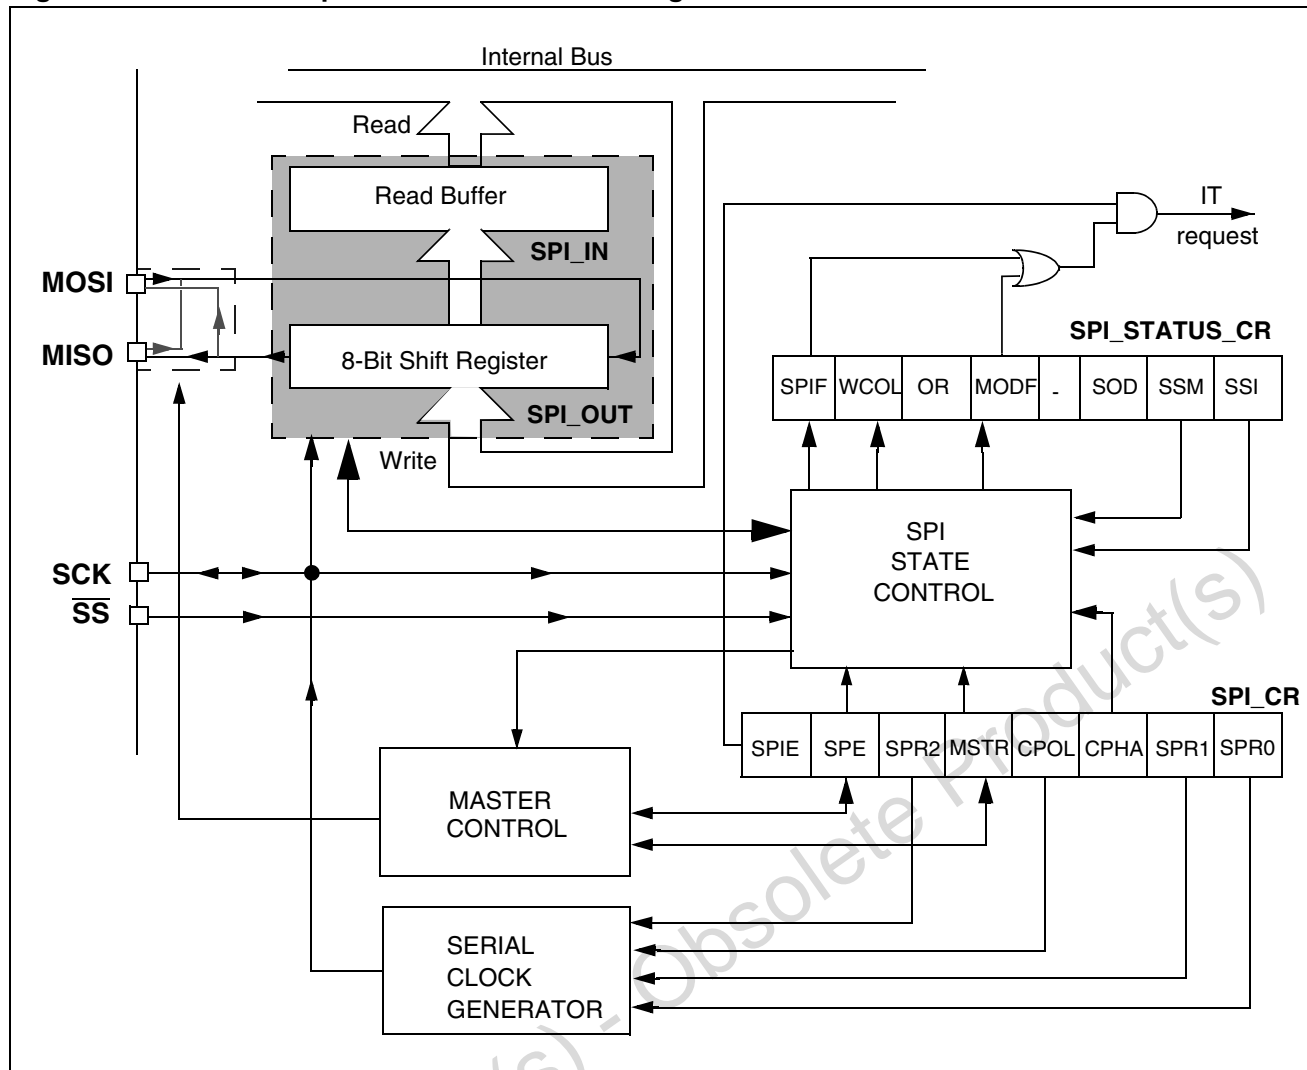 Internal Bus
Read
Read Buffer
SPI_IN
IT
request
MOSI
MISO
8-Bit Shift Register
SPI_OUT
Write
SPI_STATUS_CR
SPIF WCOL OR MODF - SOD SSM SSI
SPI
STATE
CONTROL
SCK
SS
SPI_CR
SPIE SPE SPR2 MSTR CPOL CPHA SPR1 SPR0
MASTER
CONTROL
SERIAL
CLOCK
GENERATOR
(s) - Obsolete Product(s)